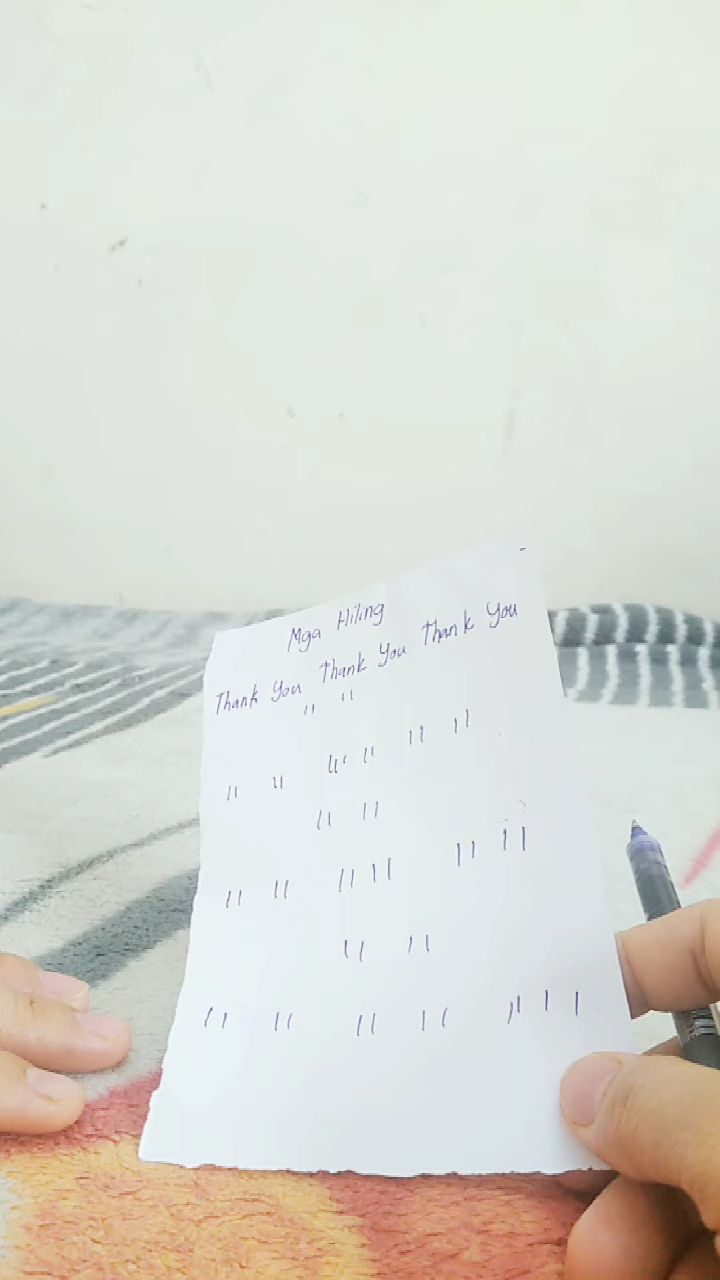 Mga Hiling
Thank You Thank You Thank You
" "
" " " " " "
" "
" " " " " "
" "
" " " " " " |